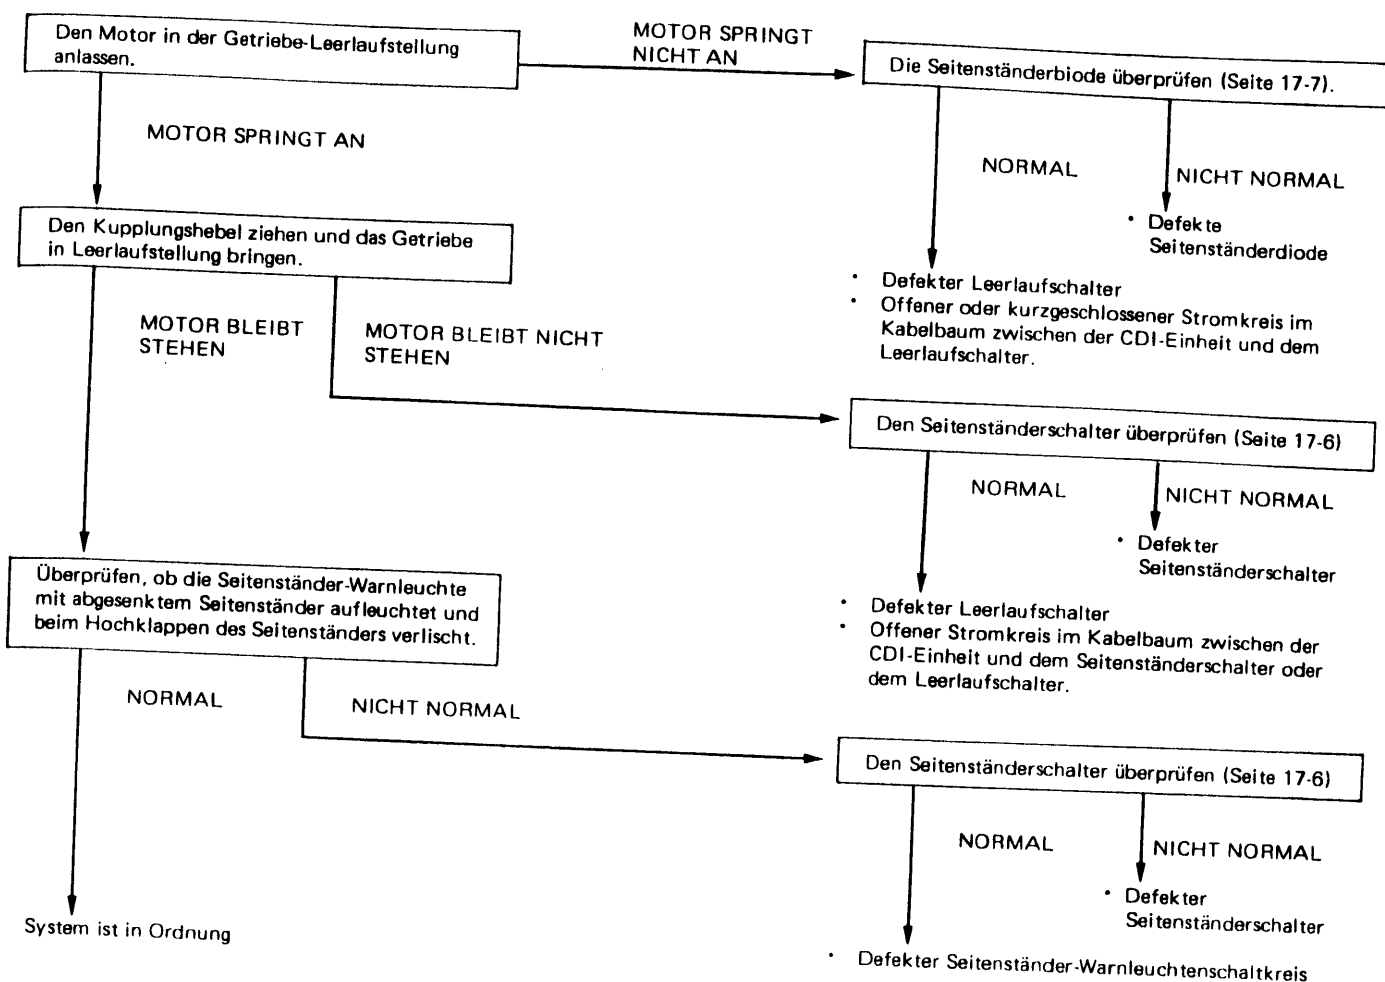 Den Motor in der Getriebe-Leerlaufstellung
anlassen.
MOTOR SPRINGT
NICHT AN
Die Seitenständerbiode überprüfen (Seite 17-7).
MOTOR SPRINGT AN
NORMAL
NICHT NORMAL
• Defekte
Seitenständerdiode
Den Kupplungshebel ziehen und das Getriebe
in Leerlaufstellung bringen.
• Defekter Leerlaufschalter
• Offener oder kurzgeschlossener Stromkreis im
Kabelbaum zwischen der CDI-Einheit und dem
Leerlaufschalter.
MOTOR BLEIBT
STEHEN
MOTOR BLEIBT NICHT
STEHEN
Den Seitenständerschalter überprüfen (Seite 17-6)
NORMAL
NICHT NORMAL
• Defekter
Seitenständerschalter
• Defekter Leerlaufschalter
• Offener Stromkreis im Kabelbaum zwischen der
CDI-Einheit und dem Seitenständerschalter oder
dem Leerlaufschalter.
Überprüfen, ob die Seitenständer-Warnleuchte
mit abgesenktem Seitenständer aufleuchtet und
beim Hochklappen des Seitenständers verlischt.
NORMAL
NICHT NORMAL
Den Seitenständerschalter überprüfen (Seite 17-6)
NORMAL
NICHT NORMAL
• Defekter
Seitenständerschalter
System ist in Ordnung
• Defekter Seitenständer-Warnleuchtenschaltkreis